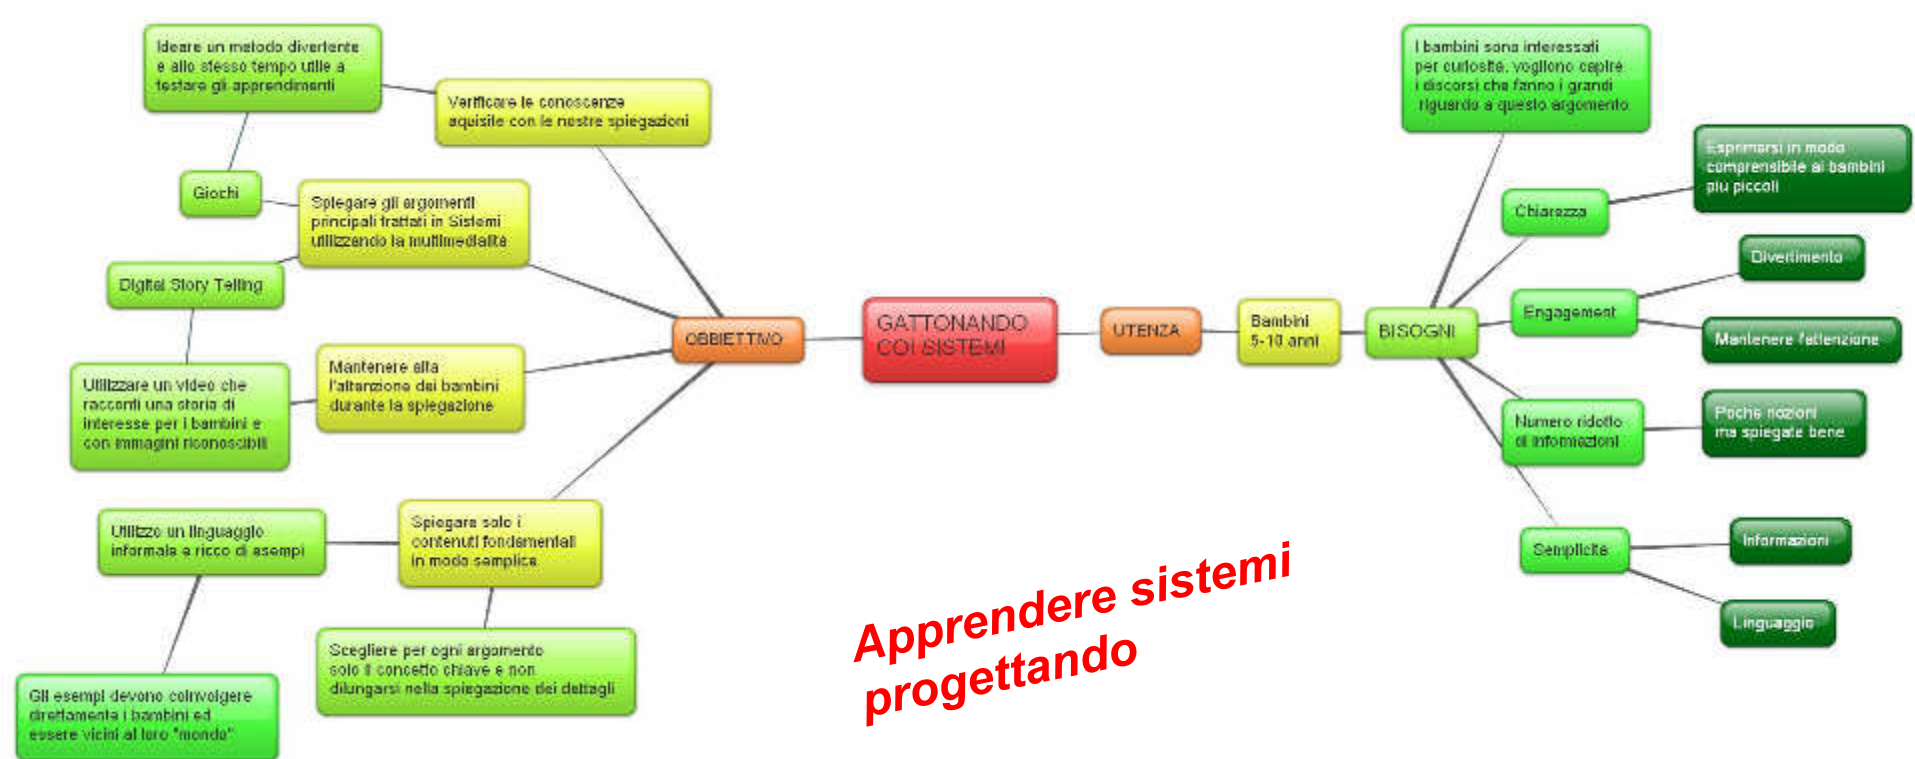 Ideare un metodo divertente
e allo stesso tempo utile a
testare gli apprendimenti
Verificare le conoscenze
aquisite con le nostre spiegazioni
Giochi
Spiegare gli argomenti
principali trattati in Sistemi
utilizzando la multimedialità
Digital Story Telling
Utilizzare un video che
racconti una storia di
interesse per i bambini e
con immagini riconoscibili
Mantenere alta
l'attenzione dei bambini
durante la spiegazione
Utilizzo un linguaggio
informale e ricco di esempi
Spiegare solo i
contenuti fondamentali
in modo semplice
Gli esempi devono coinvolgere
direttamente i bambini ed
essere vicini al loro "mondo"
Scegliere per ogni argomento
solo il concetto chiave e non
dilungarsi nella spiegazione dei dettagli
OBBIETTIVO
GATTONANDO
COI SISTEMI
UTENZA
Bambini
5-10 anni
BISOGNI
I bambini sono interessati
per curiosità, vogliono capire
i discorsi che fanno i grandi
riguardo a questo argomento
Chiarezza
Esprimersi in modo
comprensibile ai bambini
più piccoli
Engagement
Divertimento
Mantenere l'attenzione
Numero ridotto
di informazioni
Poche nozioni
ma spiegate bene
Semplicità
Informazioni
Linguaggio
Apprendere sistemi
progettando